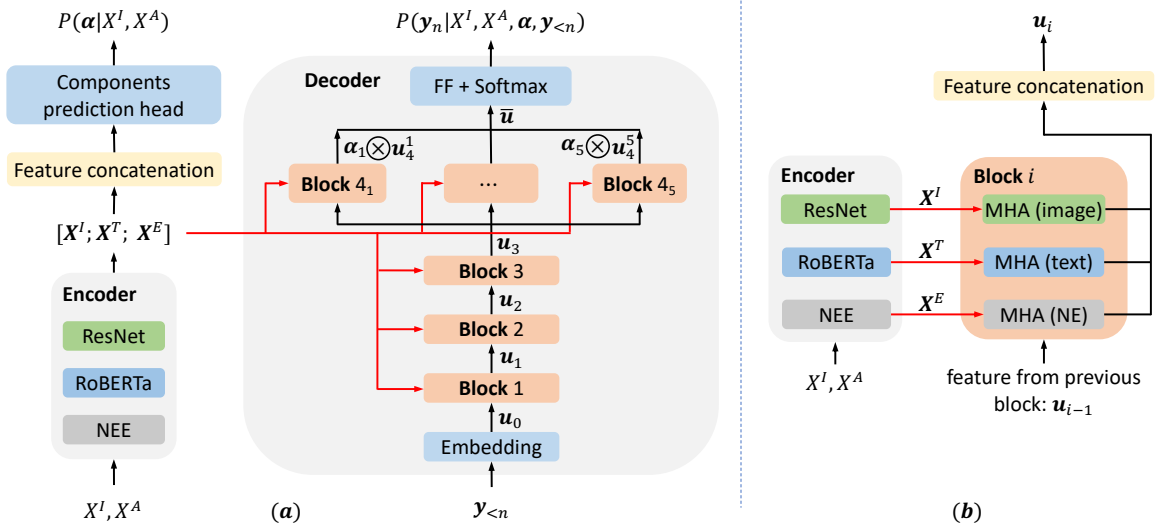 P(α|X^I, X^A)
Components
prediction head
Feature concatenation
[X^I; X^T; X^E]
Encoder
ResNet
RoBERTa
NEE
X^I, X^A
(a)
P(y_n|X^I, X^A, α, y_{<n})
Decoder
FF + Softmax
u̅
α_1 ⊗ u_4^1
α_5 ⊗ u_4^5
Block 4_1
...
Block 4_5
u_3
Block 3
u_2
Block 2
u_1
Block 1
u_0
Embedding
y_{<n}
u_i
Feature concatenation
Encoder
Block i
ResNet
X^I
MHA (image)
RoBERTa
X^T
MHA (text)
NEE
X^E
MHA (NE)
X^I, X^A
feature from previous
block: u_{i−1}
(b)